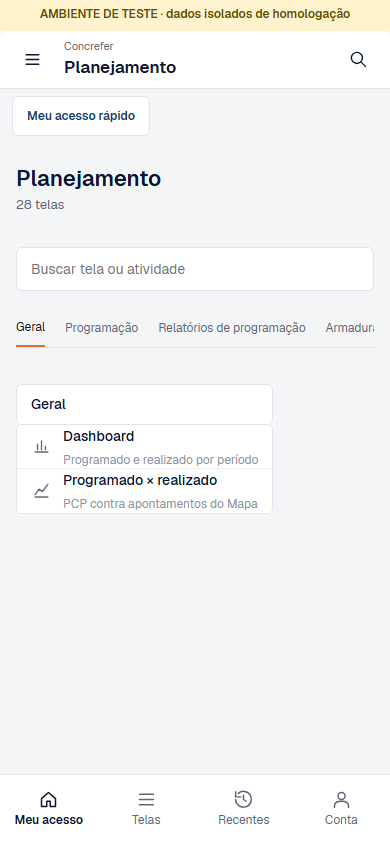 AMBIENTE DE TESTE · dados isolados de homologação
Concrefer
Planejamento
Meu acesso rápido
Planejamento
28 telas
Buscar tela ou atividade
Geral Programação Relatórios de programação Armadura
Geral
Dashboard
Programado e realizado por período
Programado × realizado
PCP contra apontamentos do Mapa
Meu acesso Telas Recentes Conta